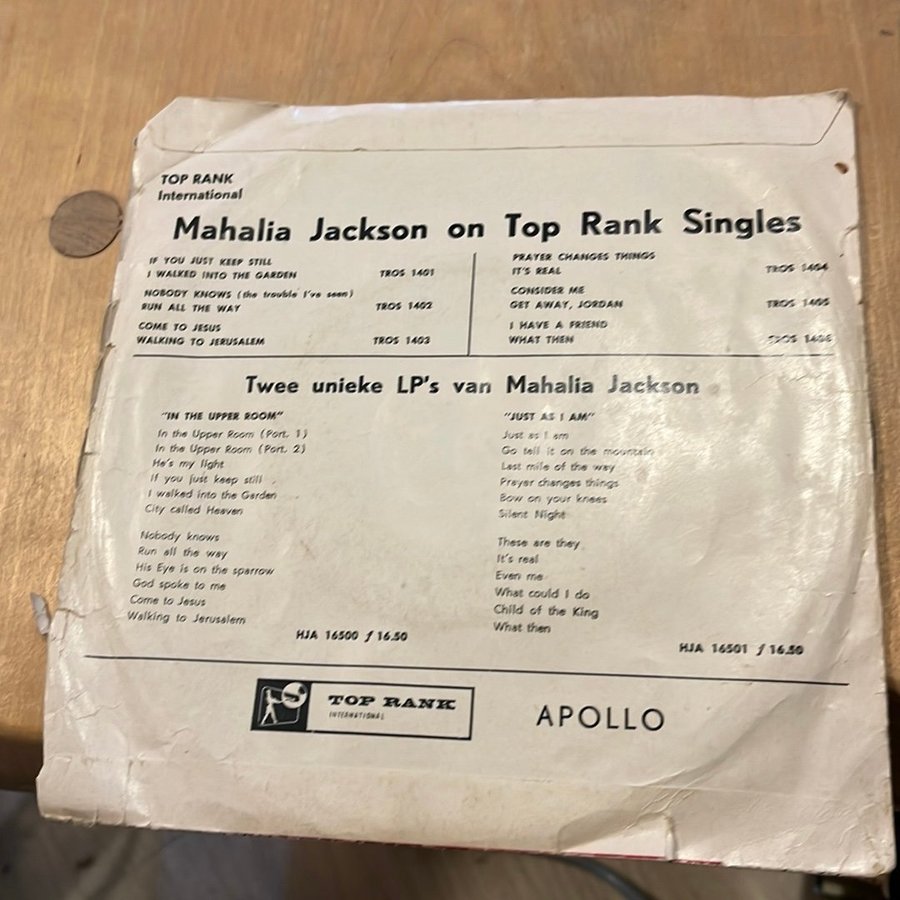 TOP RANK
International
Mahalia Jackson on Top Rank Singles
IF YOU JUST KEEP STILL
I WALKED INTO THE GARDEN TROS 1401
NOBODY KNOWS (the trouble I've seen)
RUN ALL THE WAY TROS 1402
COME TO JESUS
WALKING TO JERUSALEM TROS 1403
PRAYER CHANGES THINGS
IT'S REAL TROS 1404
CONSIDER ME
GET AWAY, JORDAN TROS 1405
I HAVE A FRIEND
WHAT THEN TROS 1406
Twee unieke LP's van Mahalia Jackson
"IN THE UPPER ROOM"
In the Upper Room (Part. 1)
In the Upper Room (Part. 2)
He's my light
If you just keep still
I walked into the Garden
City called Heaven
Nobody knows
Run all the way
His Eye is on the sparrow
God spoke to me
Come to Jesus
Walking to Jerusalem
HJA 16500 ƒ 16.50
"JUST AS I AM"
Just as I am
Go tell it on the mountain
Last mile of the way
Prayer changes things
Bow on your knees
Silent Night
These are they
It's real
Even me
What could I do
Child of the King
What then
HJA 16501 ƒ 16.50
TOP RANK
INTERNATIONAL
APOLLO